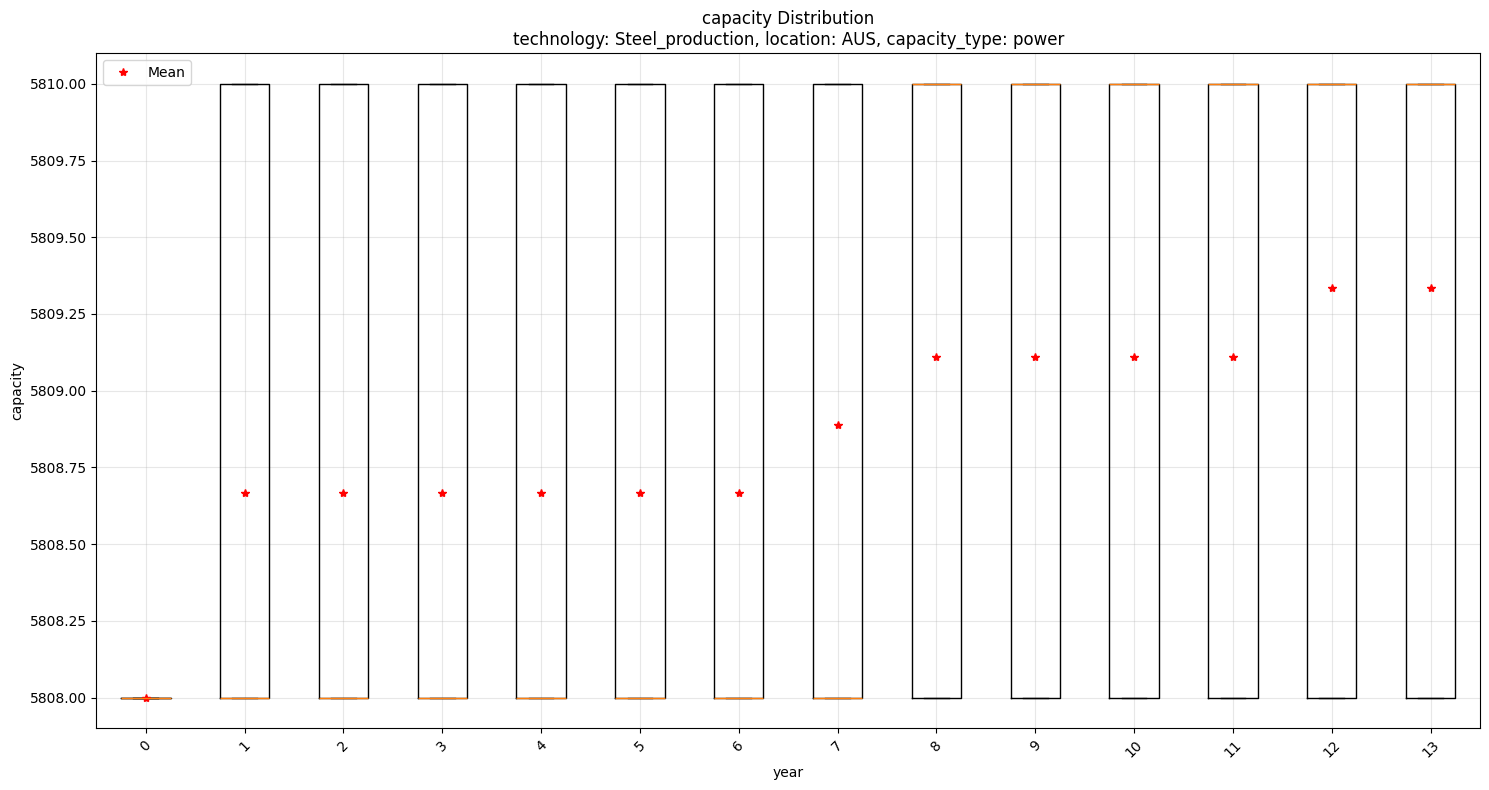 capacity Distribution
technology: Steel_production, location: AUS, capacity_type: power
Mean
5810.00
5809.75
5809.50
5809.25
5809.00
5808.75
5808.50
5808.25
5808.00
capacity
0 1 2 3 4 5 6 7 8 9 10 11 12 13
year